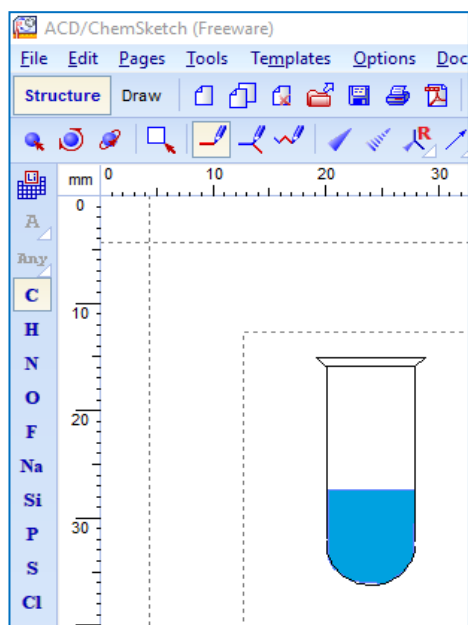 ACD/ChemSketch (Freeware)
File Edit Pages Tools Templates Options Doc
Structure Draw
R
Li
mm 0 10 20 30
A
Any
C
H
N
O
F
Na
Si
P
S
Cl
0
10
20
30